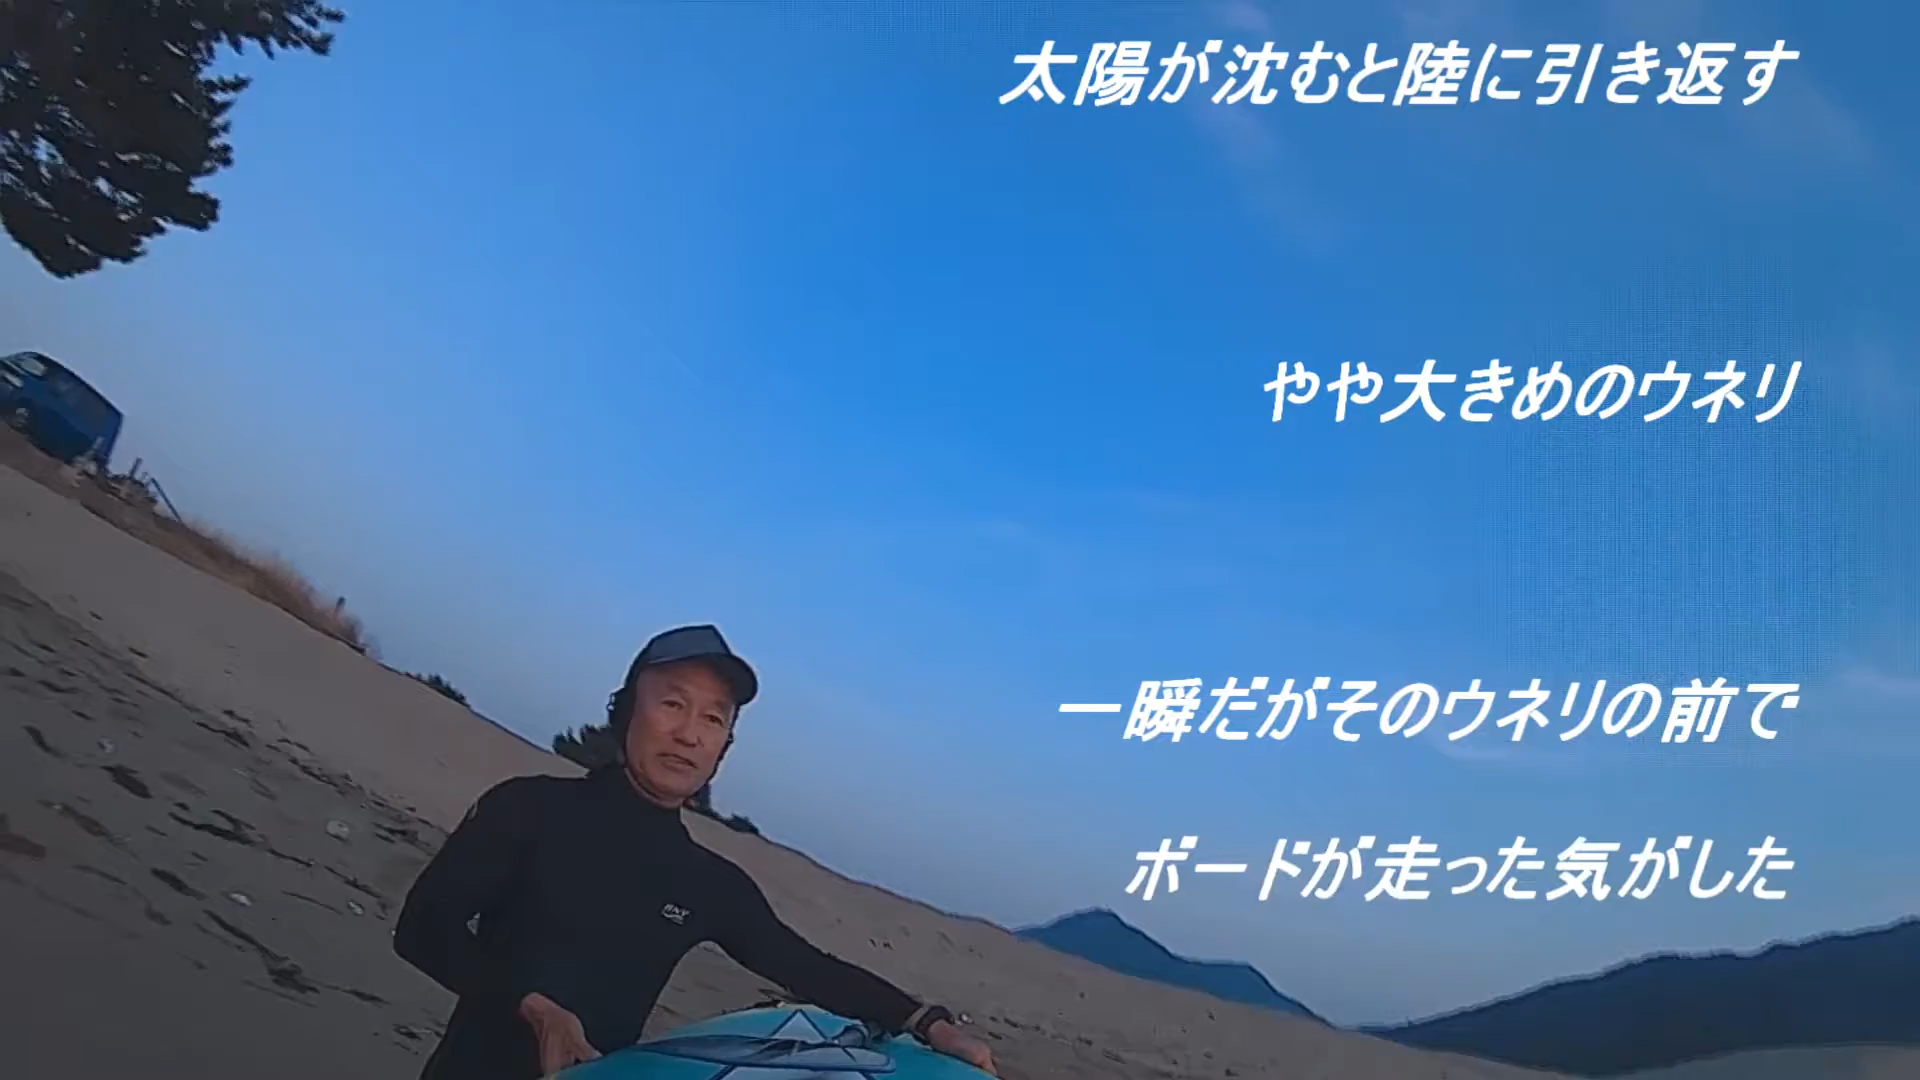 太陽が沈むと陸に引き返す
やや大きめのウネリ
一瞬だがそのウネリの前で
ボードが走った気がした